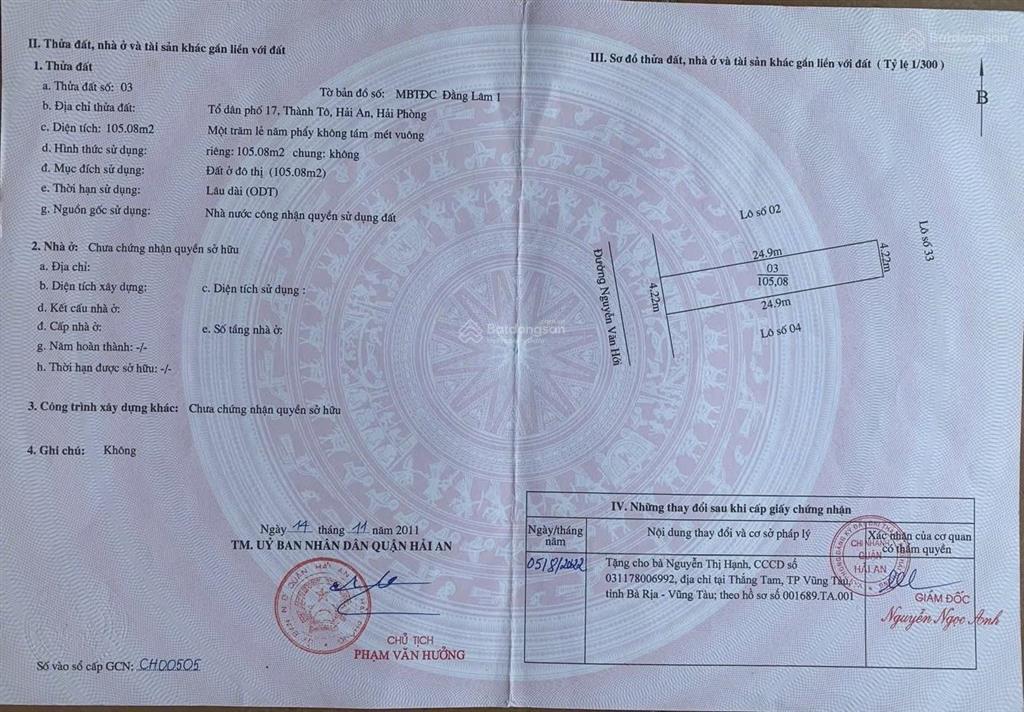 II. Thửa đất, nhà ở và tài sản khác gắn liền với đất
1. Thửa đất
a. Thửa đất số: 03 Tờ bản đồ số: MBTĐC Đằng Lâm 1
b. Địa chỉ thửa đất: Tổ dân phố 17, Thành Tô, Hải An, Hải Phòng
c. Diện tích: 105.08m2 Một trăm lẻ năm phẩy không tám mét vuông
d. Hình thức sử dụng: riêng: 105.08m2 chung: không
đ. Mục đích sử dụng: Đất ở đô thị (105.08m2)
e. Thời hạn sử dụng: Lâu dài (ODT)
g. Nguồn gốc sử dụng: Nhà nước công nhận quyền sử dụng đất
2. Nhà ở: Chưa chứng nhận quyền sở hữu
a. Địa chỉ:
b. Diện tích xây dựng: c. Diện tích sử dụng :
d. Kết cấu nhà ở:
đ. Cấp nhà ở: e. Số tầng nhà ở:
g. Năm hoàn thành: -/-
h. Thời hạn được sở hữu: -/-
3. Công trình xây dựng khác: Chưa chứng nhận quyền sở hữu
4. Ghi chú: Không
Ngày 14 tháng 11 năm 2011
TM. UỶ BAN NHÂN DÂN QUẬN HẢI AN
CHỦ TỊCH
PHẠM VĂN HƯỞNG
Số vào sổ cấp GCN: CH00505
III. Sơ đồ thửa đất, nhà ở và tài sản khác gắn liền với đất ( Tỷ lệ 1/300 )
B
Lô số 02
Lô số 33
24.9m
4.22m
03
105,08
4.22m
24.9m
Lô số 04
Đường Nguyễn Văn Hới
IV. Những thay đổi sau khi cấp giấy chứng nhận
Ngày/tháng năm
Nội dung thay đổi và cơ sở pháp lý
Xác nhận của cơ quan
có thẩm quyền
05/8/2022
Tặng cho bà Nguyễn Thị Hạnh, CCCD số
031178006992, địa chỉ tại Thắng Tam, TP Vũng Tàu,
tỉnh Bà Rịa - Vũng Tàu; theo hồ sơ số 001689.TA.001
CHI NHÁNH
QUẬN
HẢI AN
GIÁM ĐỐC
Nguyễn Ngọc Anh
Batdongsan
Batdongsan